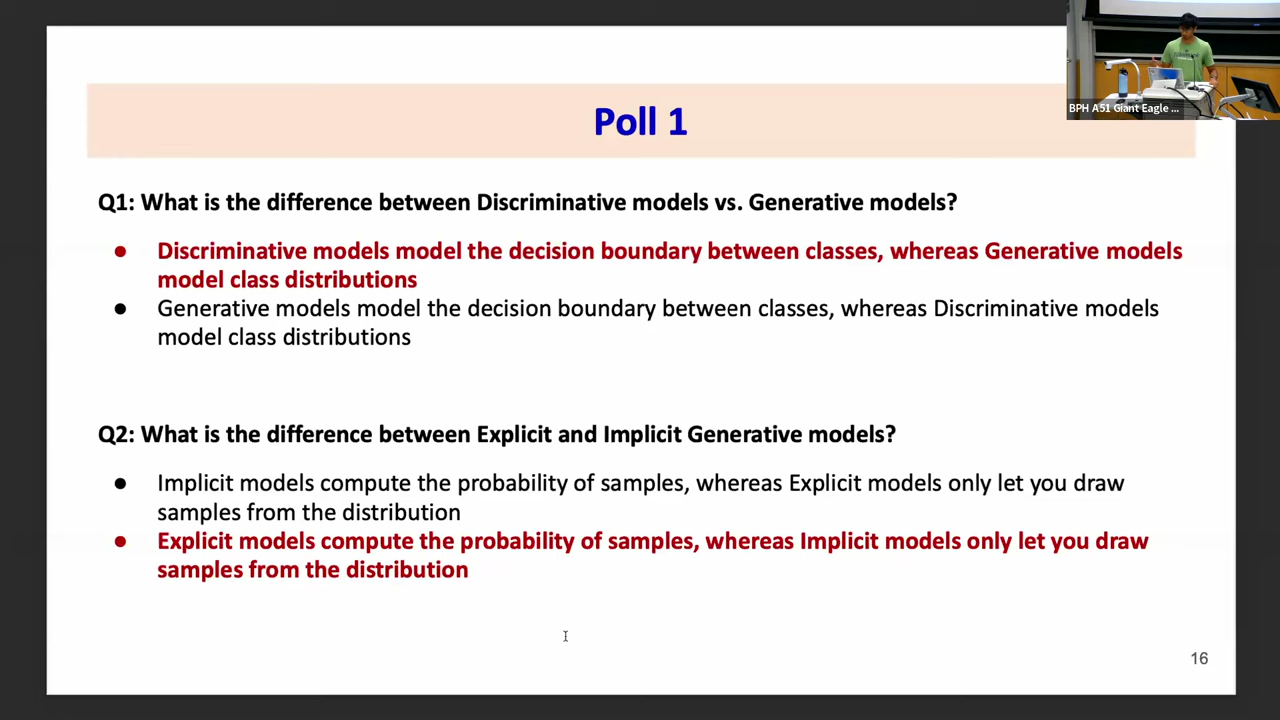 BPH A51 Giant Eagle ...
Poll 1
Q1: What is the difference between Discriminative models vs. Generative models?
● Discriminative models model the decision boundary between classes, whereas Generative models
model class distributions
● Generative models model the decision boundary between classes, whereas Discriminative models
model class distributions
Q2: What is the difference between Explicit and Implicit Generative models?
● Implicit models compute the probability of samples, whereas Explicit models only let you draw
samples from the distribution
● Explicit models compute the probability of samples, whereas Implicit models only let you draw
samples from the distribution
16